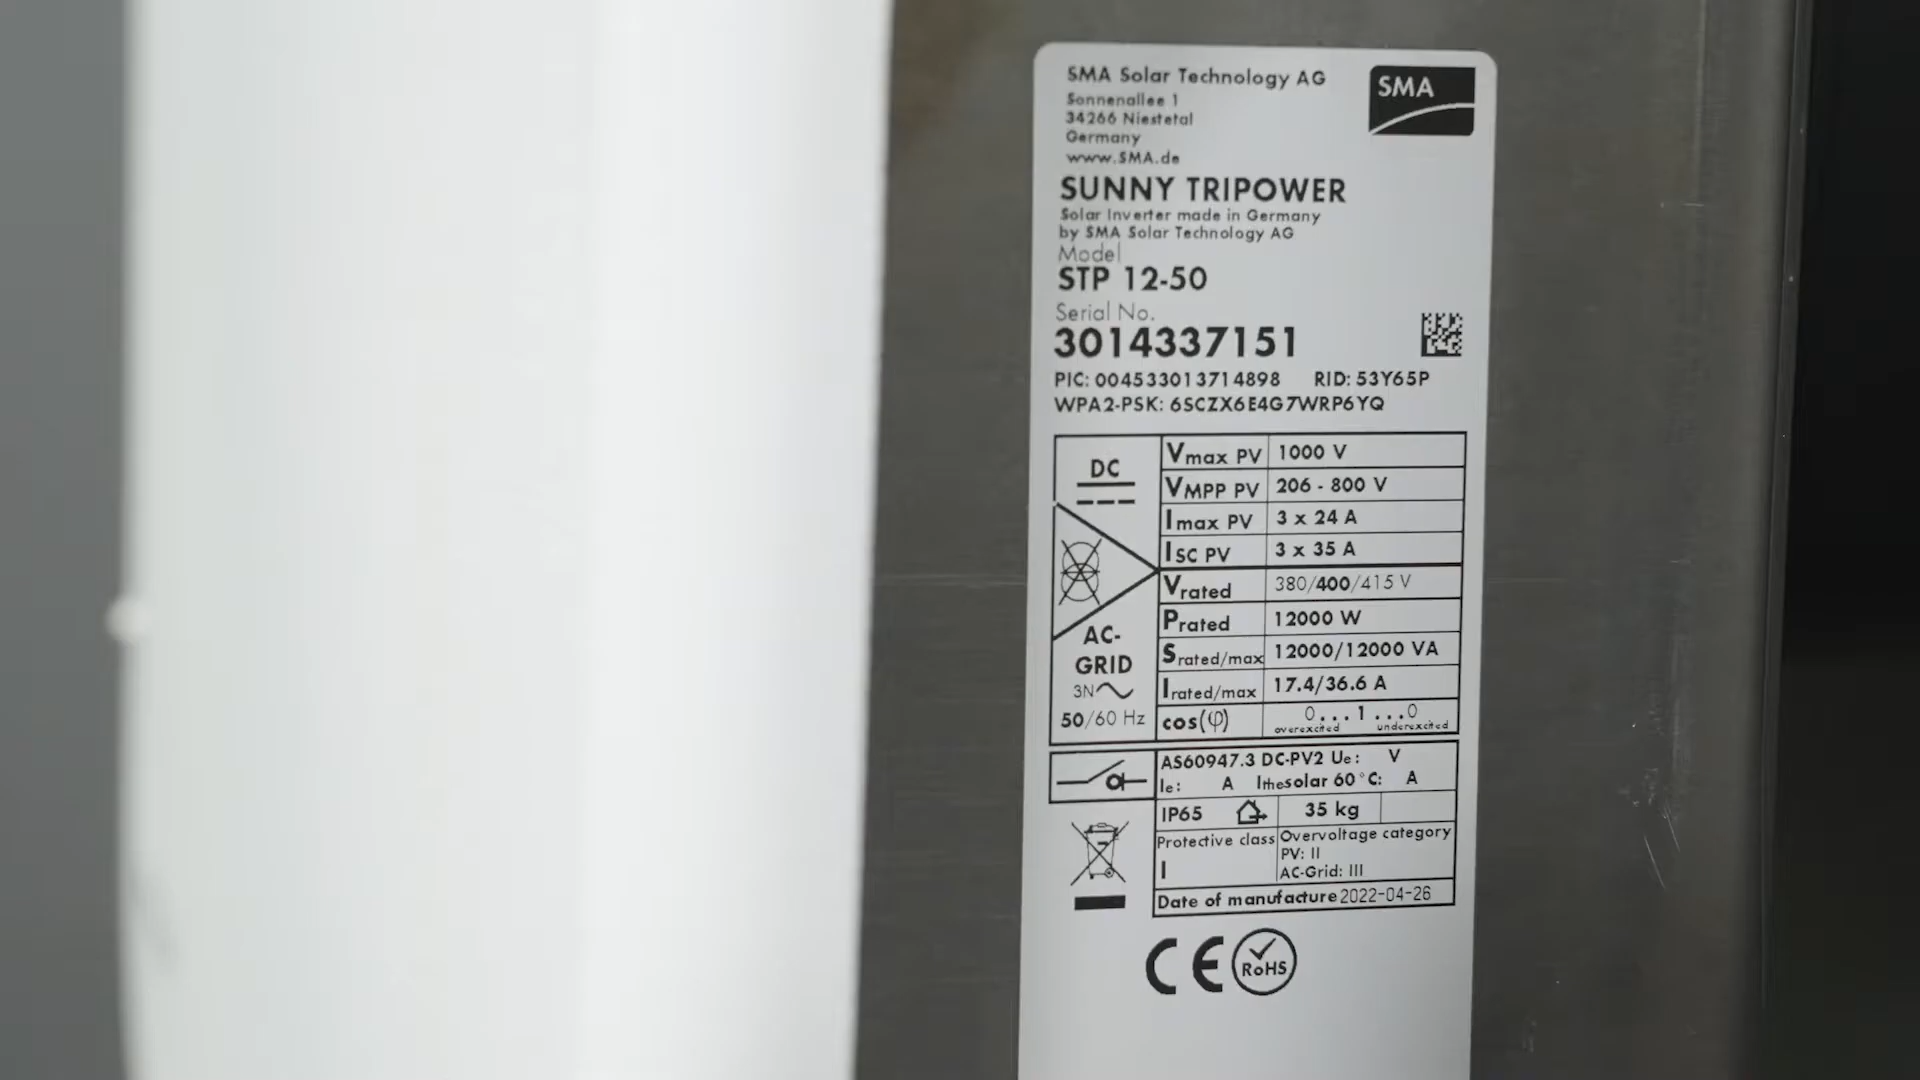 SMA Solar Technology AG
SMA
Sonnenallee 1
34266 Niestetal
Germany
www.SMA.de
SUNNY TRIPOWER
Solar Inverter made in Germany
by SMA Solar Technology AG
Model
STP 12-50
Serial No.
3014337151
PIC: 004533013714898 RID: 53Y65P
WPA2-PSK: 6SCZX6E4G7WRP6YQ
DC
Vmax PV 1000 V
VMPP PV 206 - 800 V
Imax PV 3 x 24 A
ISC PV 3 x 35 A
AC-
GRID
3N
50/60 Hz
Vrated 380/400/415 V
Prated 12000 W
Srated/max 12000/12000 VA
Irated/max 17.4/36.6 A
cos(φ) 0...1...0
overexcited underexcited
AS60947.3 DC-PV2 Ue: V
Ie: A Ithesolar 60°C: A
IP65 35 kg
Protective class
I
Overvoltage category
PV: II
AC-Grid: III
Date of manufacture 2022-04-26
CE RoHS